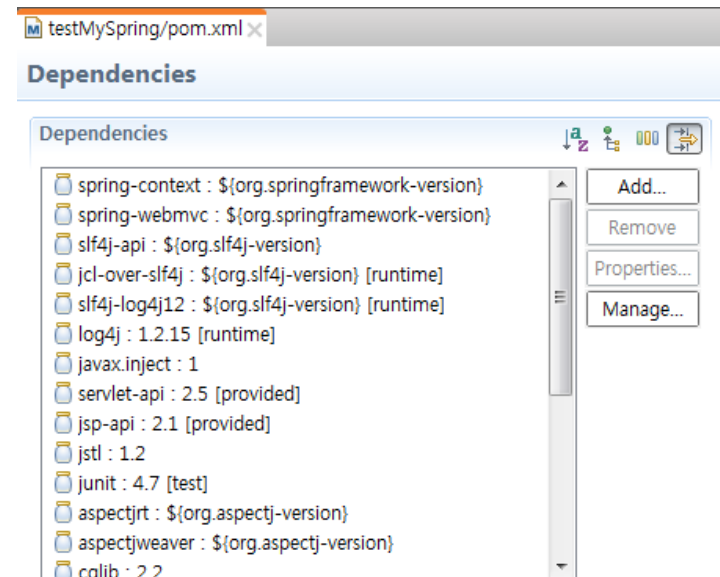 testMySpring/pom.xml
Dependencies
Dependencies
spring-context : ${org.springframework-version}
spring-webmvc : ${org.springframework-version}
slf4j-api : ${org.slf4j-version}
jcl-over-slf4j : ${org.slf4j-version} [runtime]
slf4j-log4j12 : ${org.slf4j-version} [runtime]
log4j : 1.2.15 [runtime]
javax.inject : 1
servlet-api : 2.5 [provided]
jsp-api : 2.1 [provided]
jstl : 1.2
junit : 4.7 [test]
aspectjrt : ${org.aspectj-version}
aspectjweaver : ${org.aspectj-version}
cglib : 2.2
Add...
Remove
Properties...
Manage...